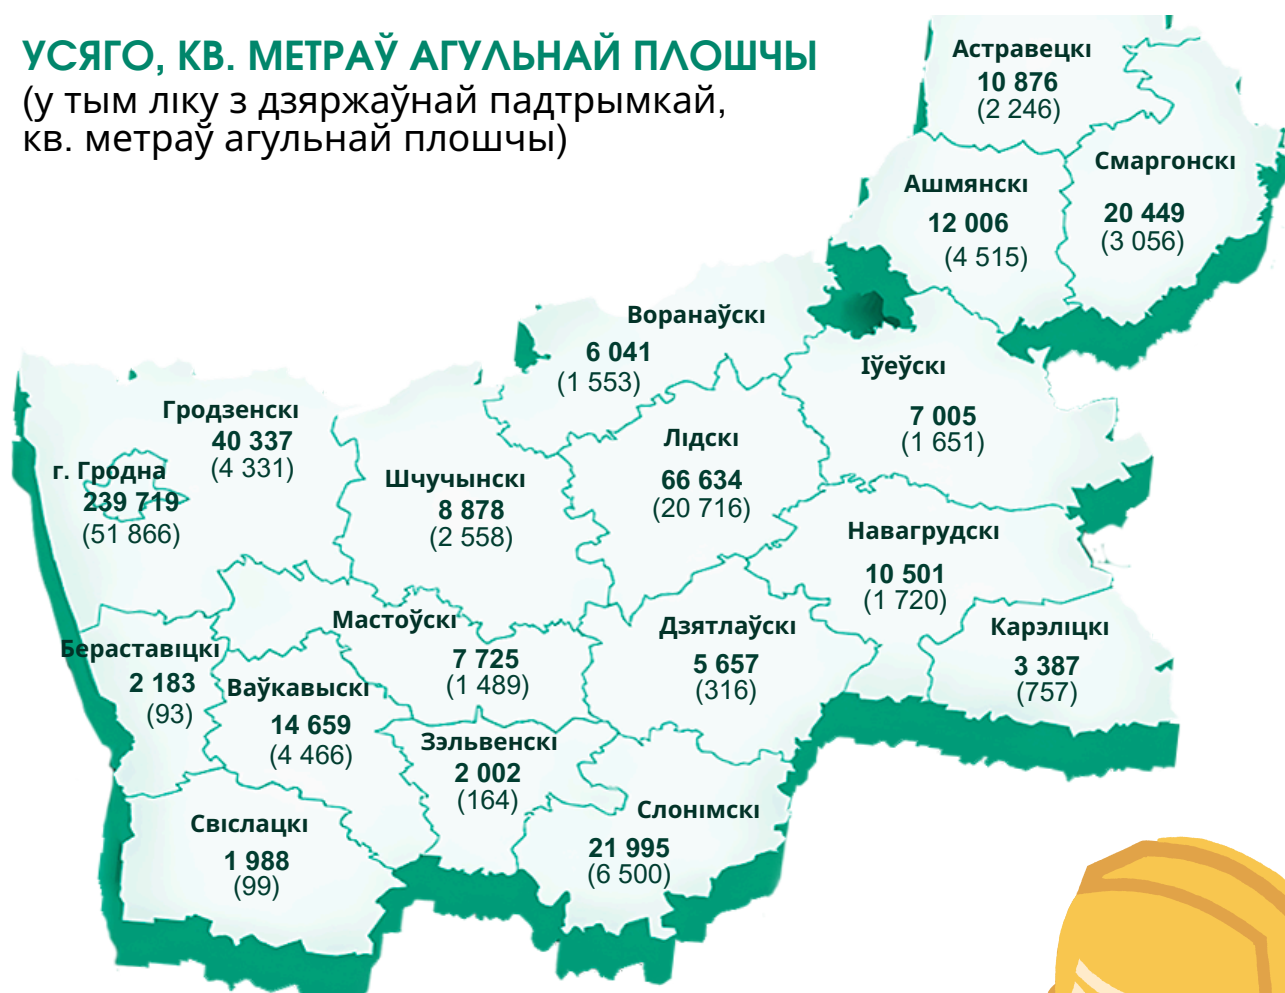 УСЯГО, КВ. МЕТРАЎ АГУЛЬНАЙ ПЛОШЧЫ
(у тым ліку з дзяржаўнай падтрымкай,
кв. метраў агульнай плошчы)
Астравецкі
10 876
(2 246)
Смаргонскі
20 449
(3 056)
Ашмянскі
12 006
(4 515)
Воранаўскі
6 041
(1 553)
Іўеўскі
7 005
(1 651)
Гродзенскі
40 337
(4 331)
г. Гродна
239 719
(51 866)
Шчучынскі
8 878
(2 558)
Лідскі
66 634
(20 716)
Навагрудскі
10 501
(1 720)
Мастоўскі
7 725
(1 489)
Дзятлаўскі
5 657
(316)
Карэліцкі
3 387
(757)
Бераставіцкі
2 183
(93)
Ваўкавыскі
14 659
(4 466)
Зэльвенскі
2 002
(164)
Слонімскі
21 995
(6 500)
Свіслацкі
1 988
(99)